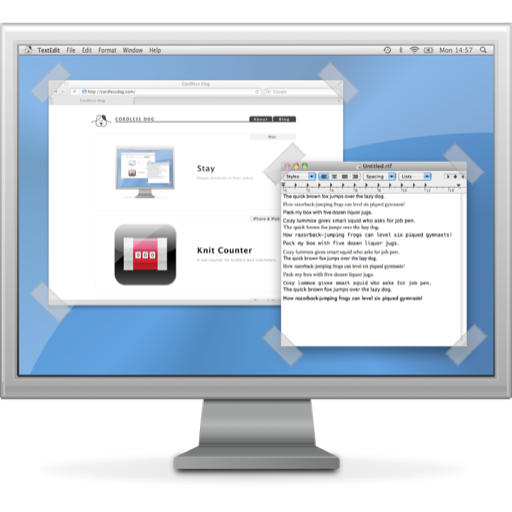 TextEdit File Edit Format Window Help Mon 14:57
Cordless Dog
http://cordlessdog.com/ Google
Cordless Dog
CORDLESS DOG About Blog
Mac
Stay
iPhone & iPod
Knit Counter
Untitled.rtf
Styles Spacing Lists
The quick brown fox jumps over the lazy dog.
How razorback-jumping frogs can level six piqued gymnasts!
Pack my box with five dozen liquor jugs.
Cozy lummox gives smart squid who asks for job pen.
The quick brown fox jumps over the lazy dog.
How razorback-jumping frogs can level six piqued gymnasts!
Pack my box with five dozen liquor jugs.
Cozy lummox gives smart squid who asks for job pen.
The quick brown fox jumps over the lazy dog.
How razorback-jumping frogs can level six piqued gymnasts!
Pack my box with five dozen liquor jugs.
Cozy lummox gives smart squid who asks for job pen.
The quick brown fox jumps over the lazy dog.
How razorback-jumping frogs can level six piqued gymnasts!